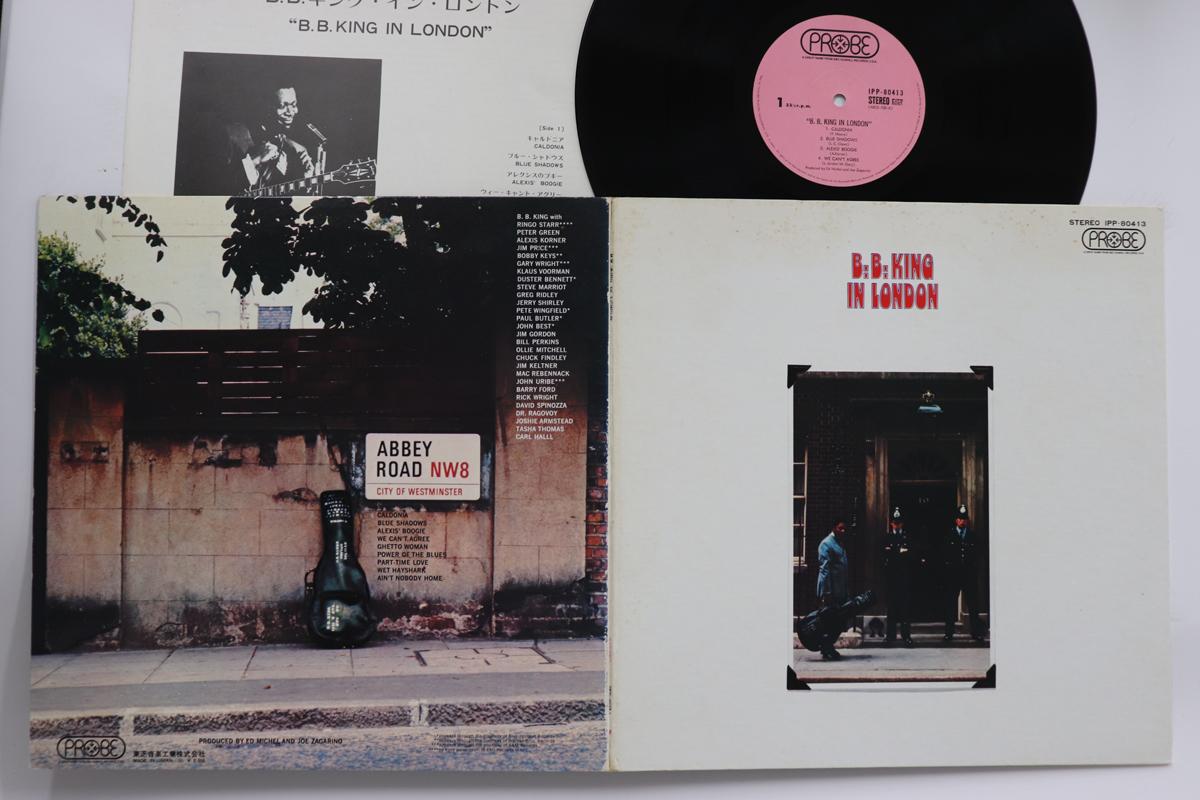 B.B.キング・イン・ロンドン
"B.B.KING IN LONDON"
[Side 1]
キャルドニア
CALDONIA
ブルー・シャドウズ
BLUE SHADOWS
アレクシスのブギー
ALEXIS' BOOGIE
ウィー・キャント・アグリー
PROBE
1
33⅓r.p.m.
IPP-80413
STEREO
"B. B. KING IN LONDON"
1. CALDONIA
2. BLUE SHADOWS
3. ALEXIS' BOOGIE
4. WE CAN'T AGREE
B. B. KING with
RINGO STARR****
PETER GREEN
ALEXIS KORNER
JIM PRICE***
BOBBY KEYS**
GARY WRIGHT***
KLAUS VOORMAN
DUSTER BENNETT*
STEVE MARRIOT
GREG RIDLEY
JERRY SHIRLEY
PETE WINGFIELD*
PAUL BUTLER*
JOHN BEST*
JIM GORDON
BILL PERKINS
OLLIE MITCHELL
CHUCK FINDLEY
JIM KELTNER
MAC REBENNACK
JOHN URIBE***
BARRY FORD
RICK WRIGHT
DAVID SPINOZZA
DR. RAGOVOY
JOSHIE ARMSTEAD
TASHA THOMAS
CARL HALLL
ABBEY
ROAD NW8
CITY OF WESTMINSTER
CALDONIA
BLUE SHADOWS
ALEXIS' BOOGIE
WE CAN'T AGREE
GHETTO WOMAN
POWER OF THE BLUES
PART-TIME LOVE
WET HAYSHARK
AIN'T NOBODY HOME
PRODUCED BY ED MICHEL AND JOE ZAGARINO
PROBE
東芝音楽工業株式会社
STEREO IPP-80413
PROBE
B.B.KING
IN LONDON